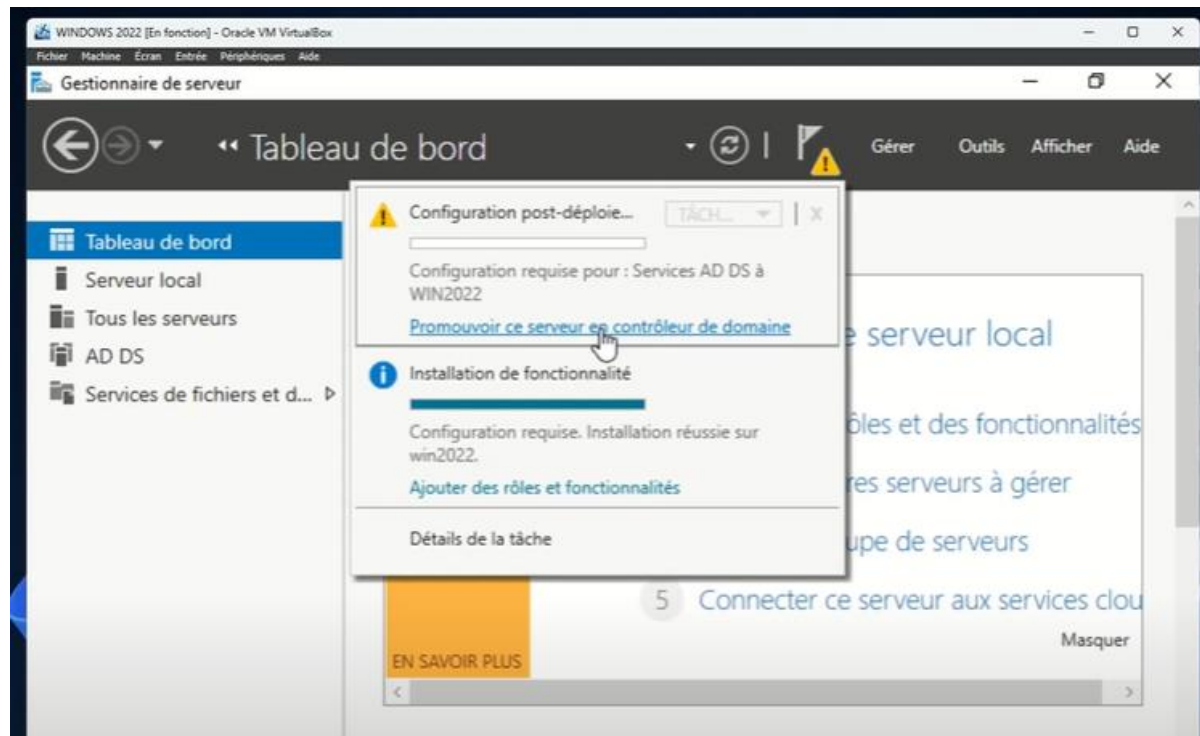 WINDOWS 2022 [En fonction] - Oracle VM VirtualBox
Fichier Machine Écran Entrée Périphériques Aide
Gestionnaire de serveur
Tableau de bord
Gérer Outils Afficher Aide
Tableau de bord
Serveur local
Tous les serveurs
AD DS
Services de fichiers et d...
Configuration post-déploie... TÂCH... X
Configuration requise pour : Services AD DS à
WIN2022
Promouvoir ce serveur en contrôleur de domaine
Installation de fonctionnalité
Configuration requise. Installation réussie sur
win2022.
Ajouter des rôles et fonctionnalités
Détails de la tâche
serveur local
ôles et des fonctionnalités
res serveurs à gérer
upe de serveurs
5 Connecter ce serveur aux services clou
Masquer
EN SAVOIR PLUS